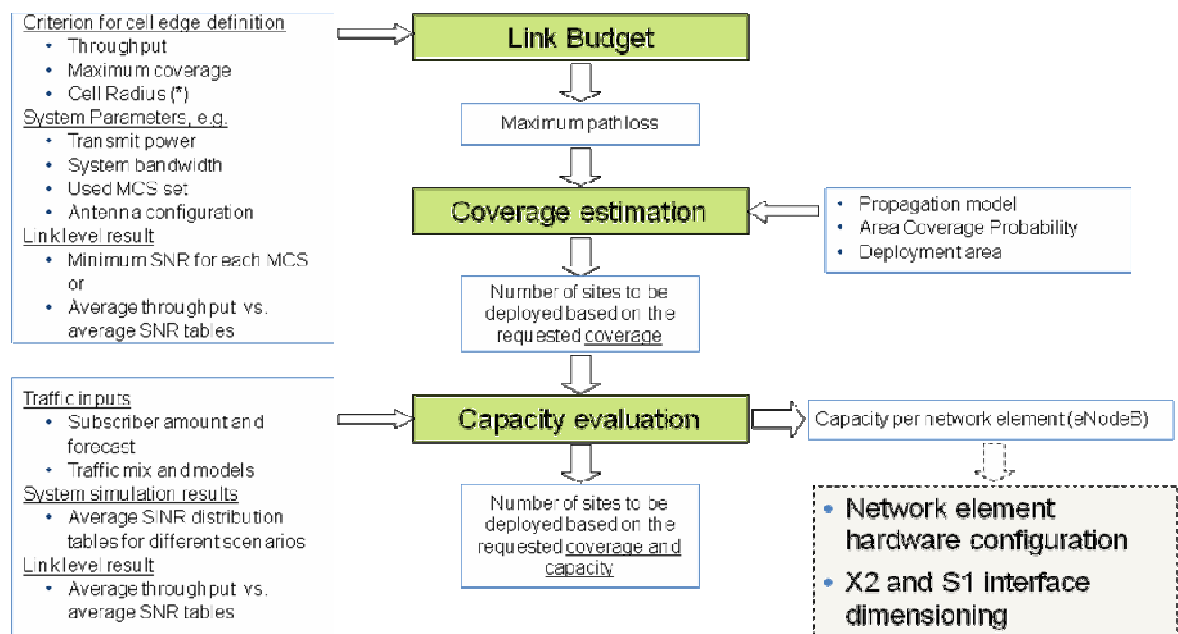 Criterion for cell edge definition
• Throughput
• Maximum coverage
• Cell Radius (*)
System Parameters, e.g.
• Transmit power
• System bandwidth
• Used MCS set
• Antenna configuration
Link level result
• Minimum SNR for each MCS
or
• Average throughput vs.
average SNR tables
Link Budget
Maximum pathloss
Coverage estimation
• Propagation model
• Area Coverage Probability
• Deployment area
Number of sites to be
deployed based on the
requested coverage
Traffic inputs
• Subscriber amount and
forecast
• Traffic mix and models
System simulation results
• Average SINR distribution
tables for different scenarios
Link level result
• Average throughput vs.
average SNR tables
Capacity evaluation
Capacity per network element (eNodeB)
Number of sites to be
deployed based on the
requested coverage and
capacity
• Network element
hardware configuration
• X2 and S1 interface
dimensioning